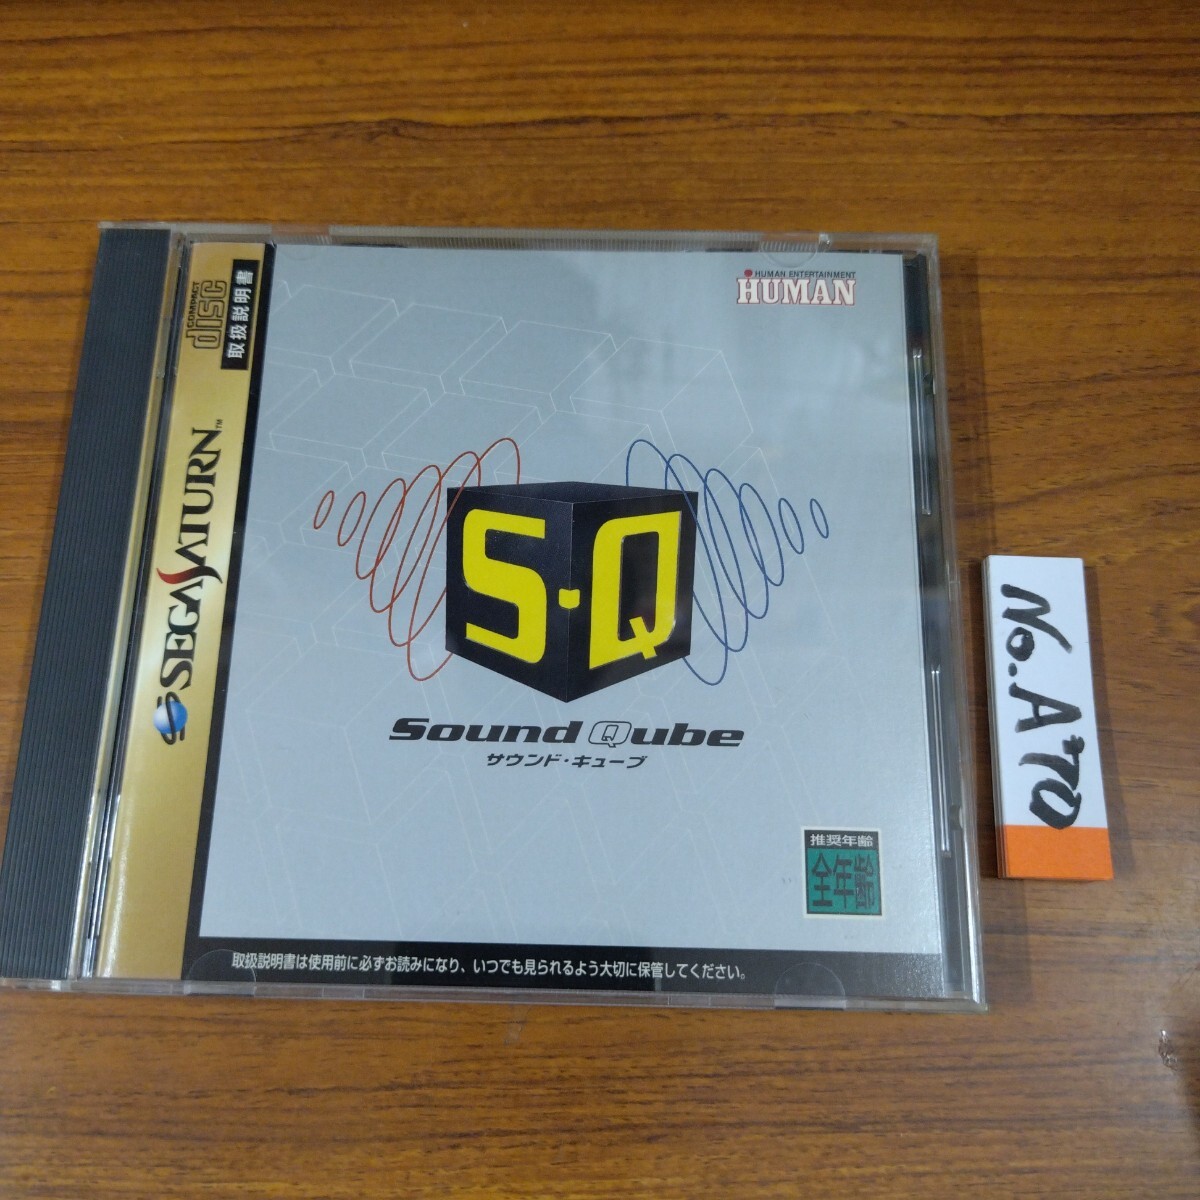 COMPACT
disc
取扱説明書
SEGA SATURN™
HUMAN ENTERTAINMENT
HUMAN
S・Q
Sound Qube
サウンド・キューブ
推奨年齢
全年齢
取扱説明書は使用前に必ずお読みになり、いつでも見られるよう大切に保管してください。
No.A'70